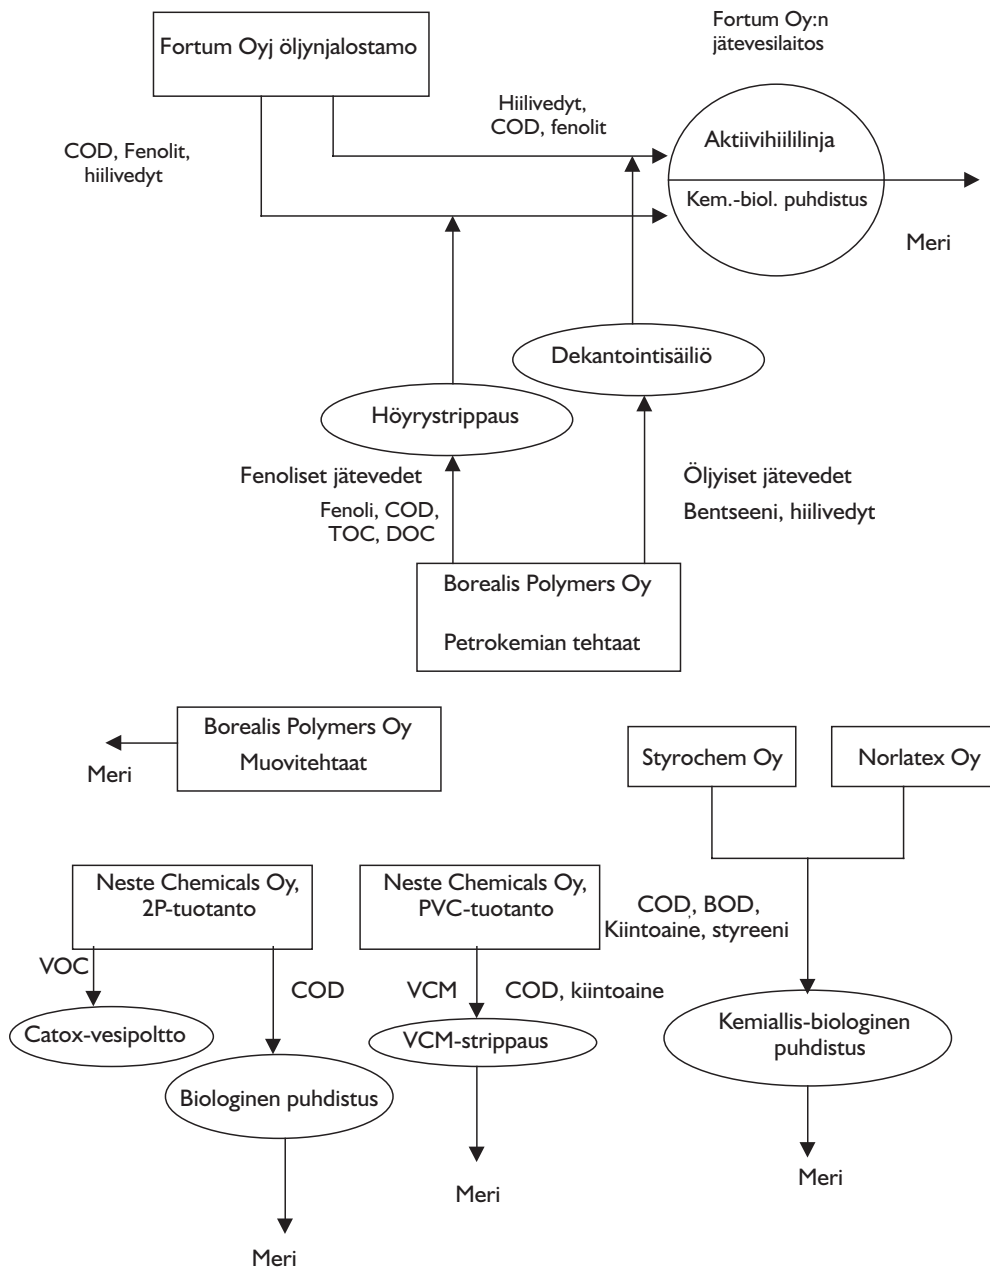 Fortum Oyj öljynjalostamo
Fortum Oy:n
jätevesilaitos
Hiilivedyt,
COD, fenolit
COD, Fenolit,
hiilivedyt
Aktiivihiililinja
Kem.-biol. puhdistus
Meri
Dekantointisäiliö
Höyrystrippaus
Fenoliset jätevedet
Fenoli, COD,
TOC, DOC
Öljyiset jätevedet
Bentseeni, hiilivedyt
Borealis Polymers Oy
Petrokemian tehtaat
Borealis Polymers Oy
Muovitehtaat
Meri
Styrochem Oy
Norlatex Oy
Neste Chemicals Oy,
2P-tuotanto
Neste Chemicals Oy,
PVC-tuotanto
COD, BOD,
Kiintoaine, styreeni
VOC
COD
VCM
COD, kiintoaine
Catox-vesipoltto
VCM-strippaus
Kemiallis-biologinen
puhdistus
Biologinen puhdistus
Meri
Meri
Meri